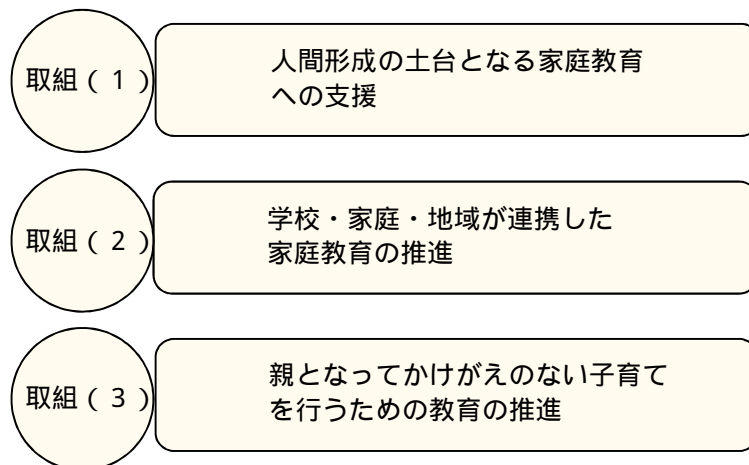 取組(1)
人間形成の土台となる家庭教育
への支援
取組(2)
学校・家庭・地域が連携した
家庭教育の推進
取組(3)
親となってかけがえのない子育て
を行うための教育の推進